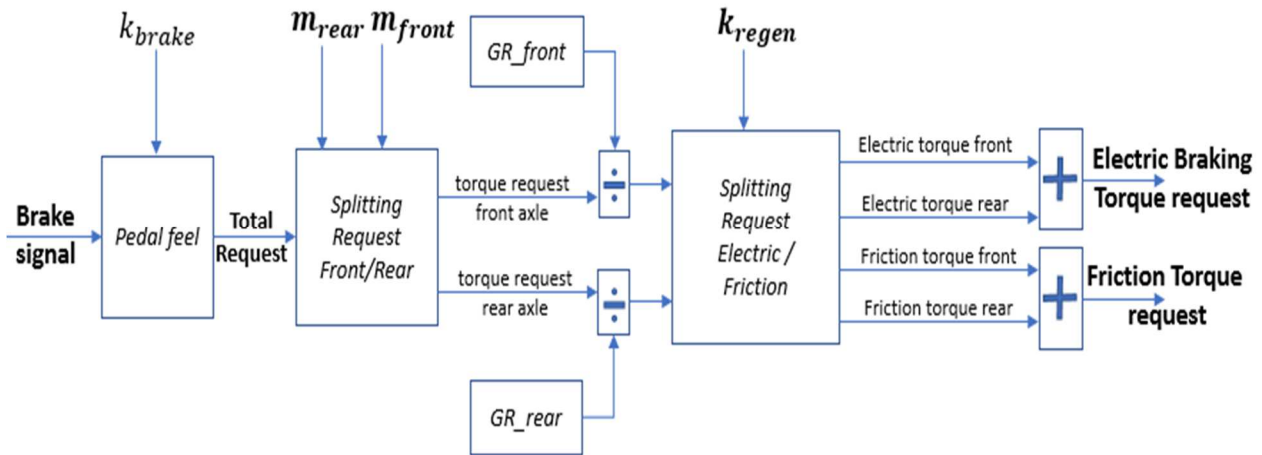 k_brake
m_rear m_front
GR_front
k_regen
Brake
signal
Pedal feel
Total
Request
Splitting
Request
Front/Rear
torque request
front axle
torque request
rear axle
÷
÷
GR_rear
Splitting
Request
Electric /
Friction
Electric torque front
Electric torque rear
Friction torque front
Friction torque rear
+
+
Electric Braking
Torque request
Friction Torque
request